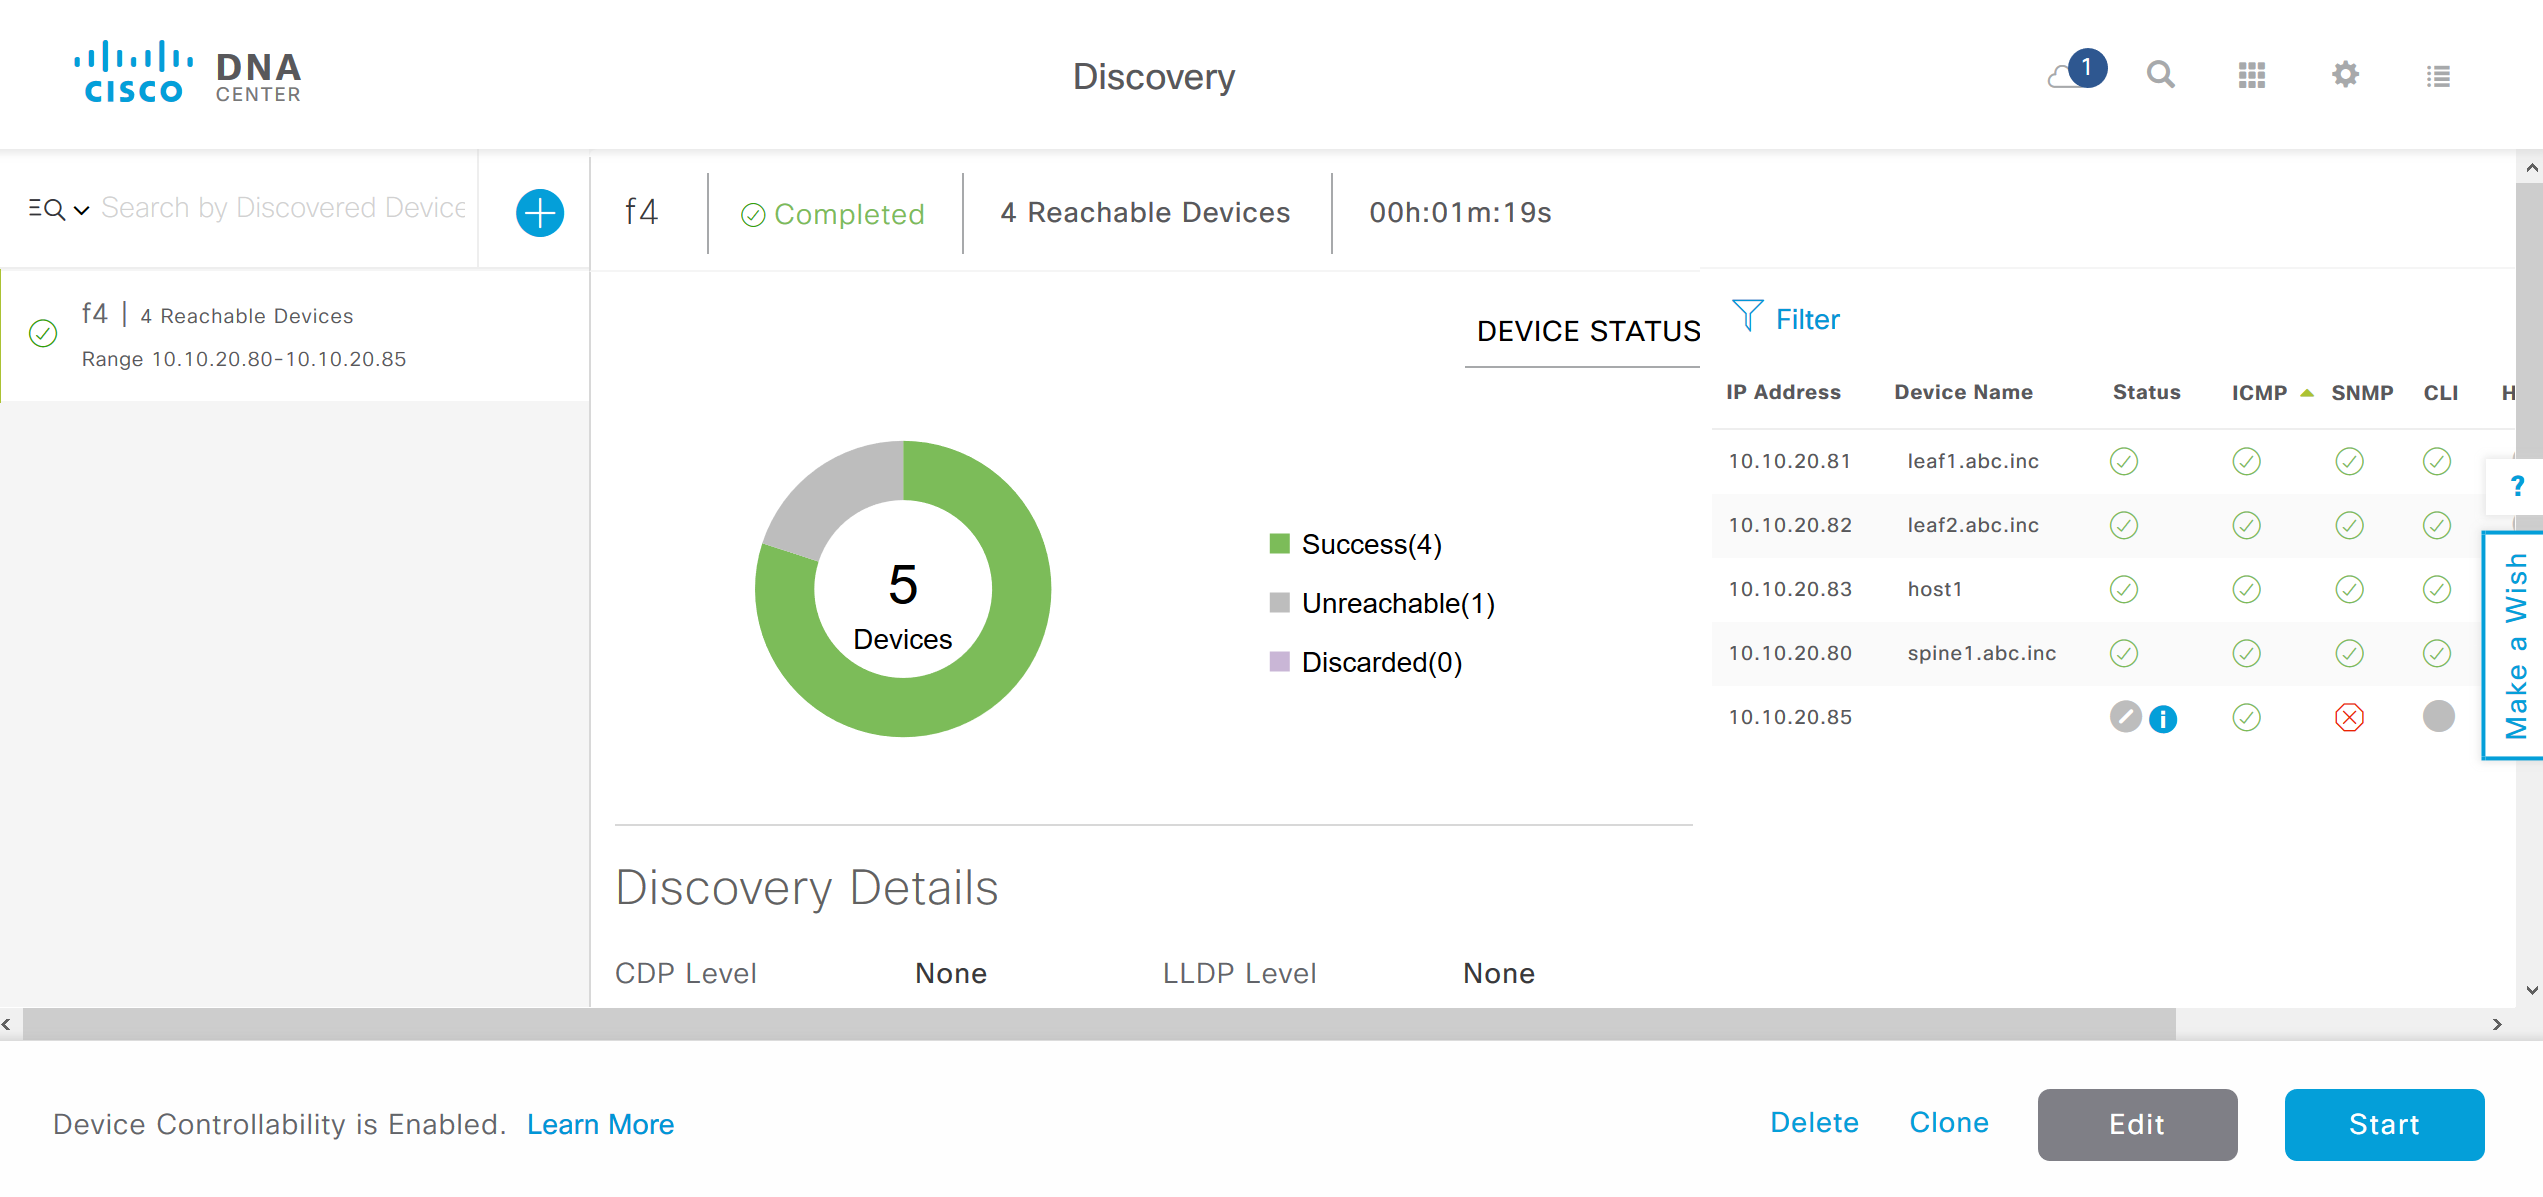 CISCO DNA CENTER
Discovery
1
Search by Discovered Device
f4
Completed
4 Reachable Devices
00h:01m:19s
f4 | 4 Reachable Devices
Range 10.10.20.80-10.10.20.85
DEVICE STATUS
5
Devices
Success(4)
Unreachable(1)
Discarded(0)
Filter
IP Address Device Name Status ICMP SNMP CLI H
10.10.20.81 leaf1.abc.inc
10.10.20.82 leaf2.abc.inc
10.10.20.83 host1
10.10.20.80 spine1.abc.inc
10.10.20.85 i
?
Make a Wish
Discovery Details
CDP Level None LLDP Level None
Device Controllability is Enabled. Learn More
Delete Clone Edit Start